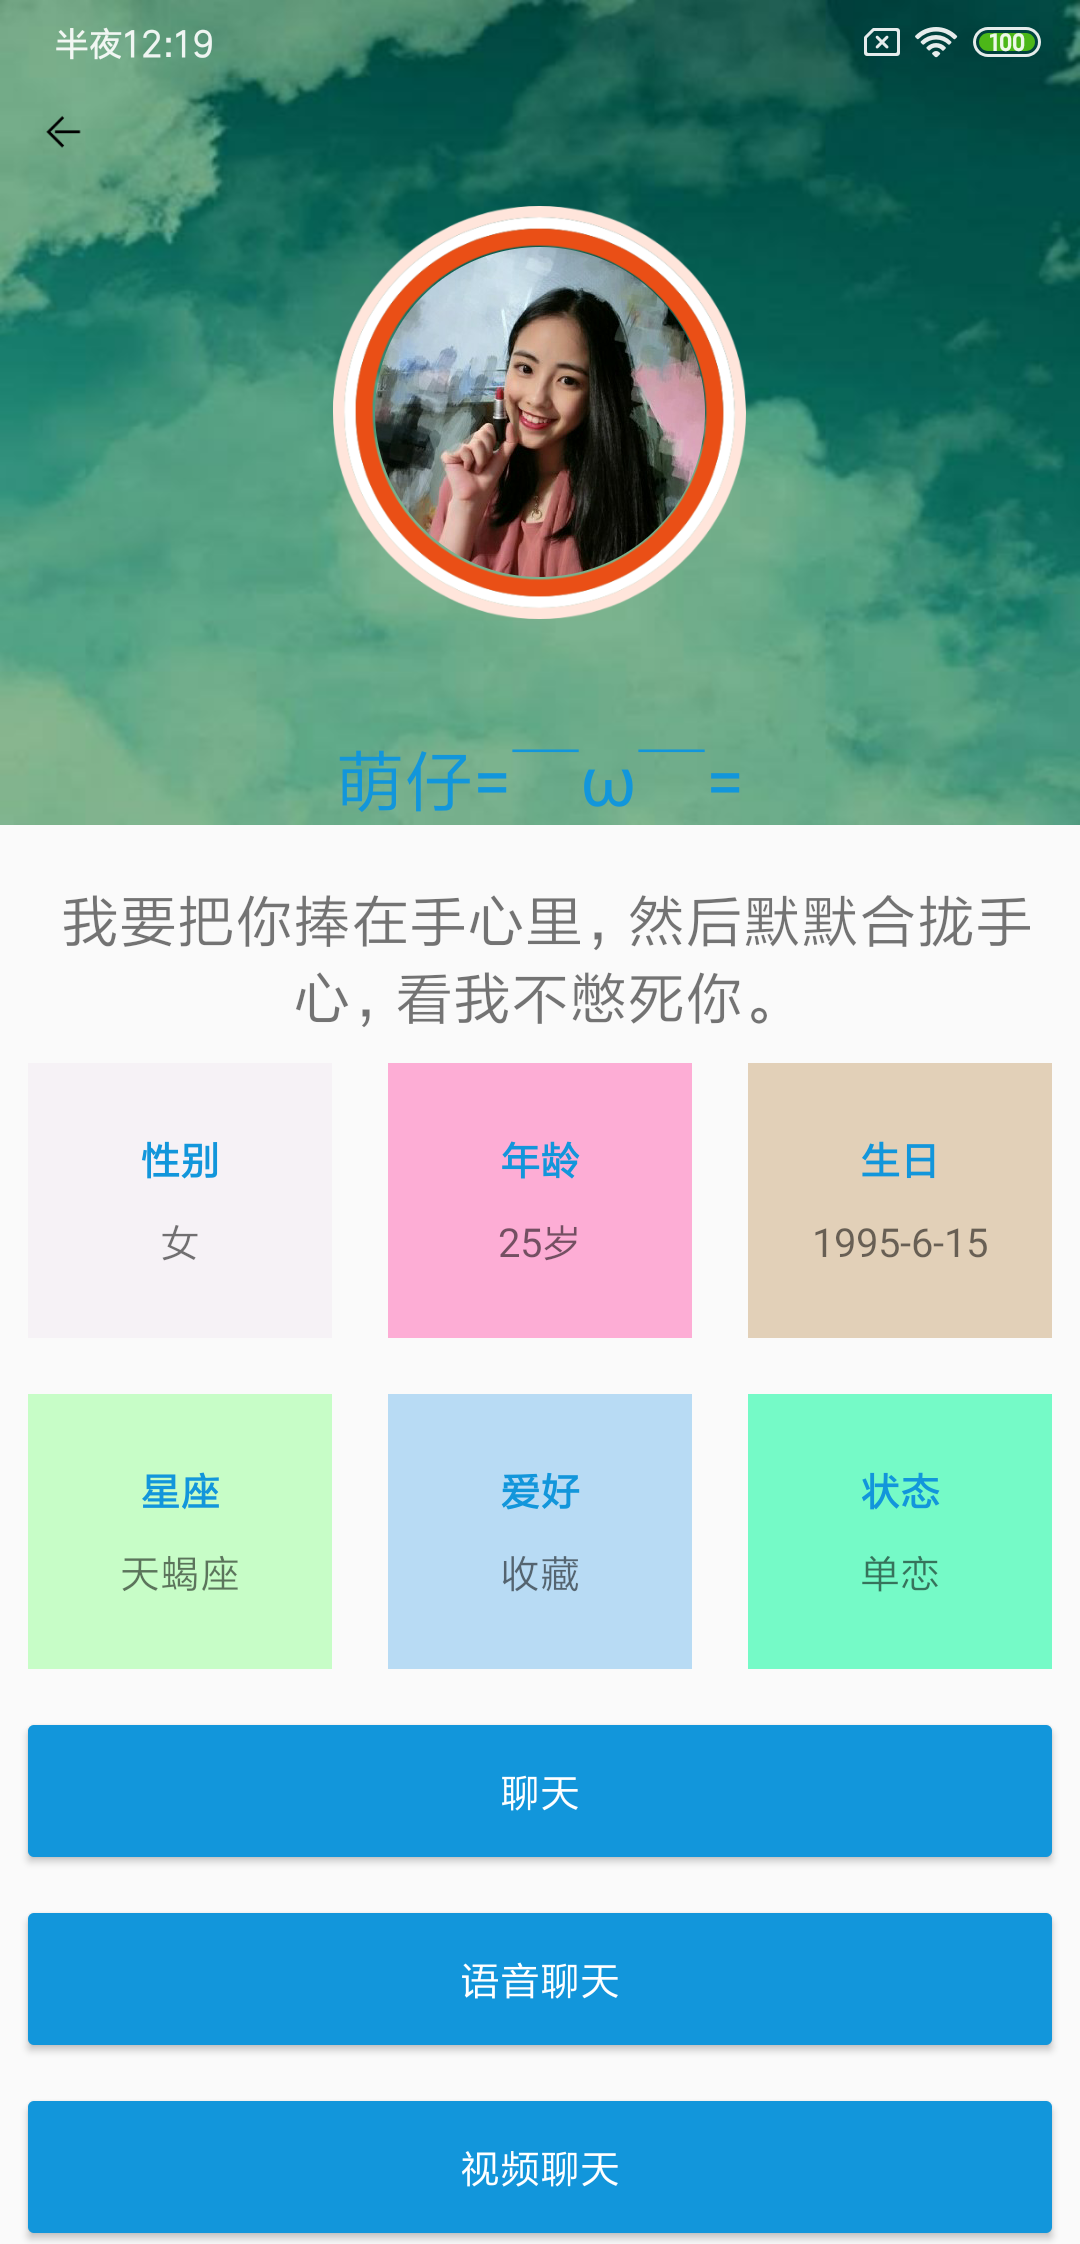 半夜12:19
100
萌仔=￣ω￣=
我要把你捧在手心里，然后默默合拢手
心，看我不憋死你。
性别
年龄
生日
女
25岁
1995-6-15
星座
爱好
状态
天蝎座
收藏
单恋
聊天
语音聊天
视频聊天